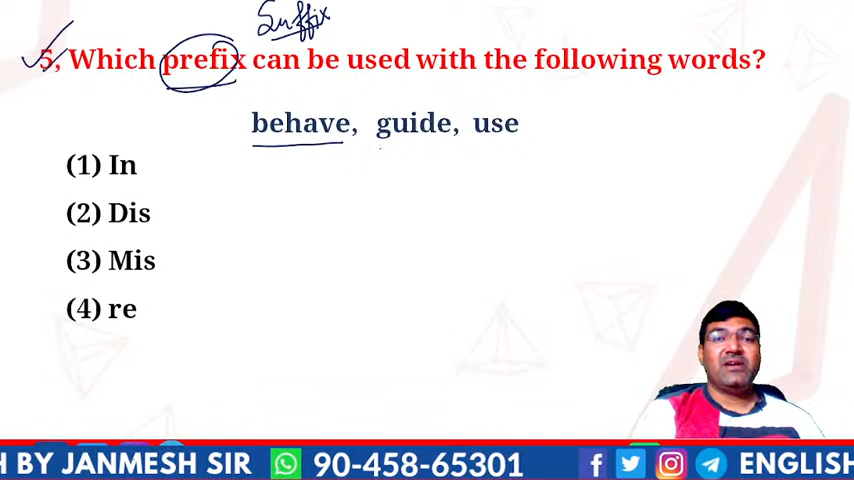 Suffix
5, Which prefix can be used with the following words?
behave, guide, use
(1) In
(2) Dis
(3) Mis
(4) re
H BY JANMESH SIR 90-458-65301 ENGLISH